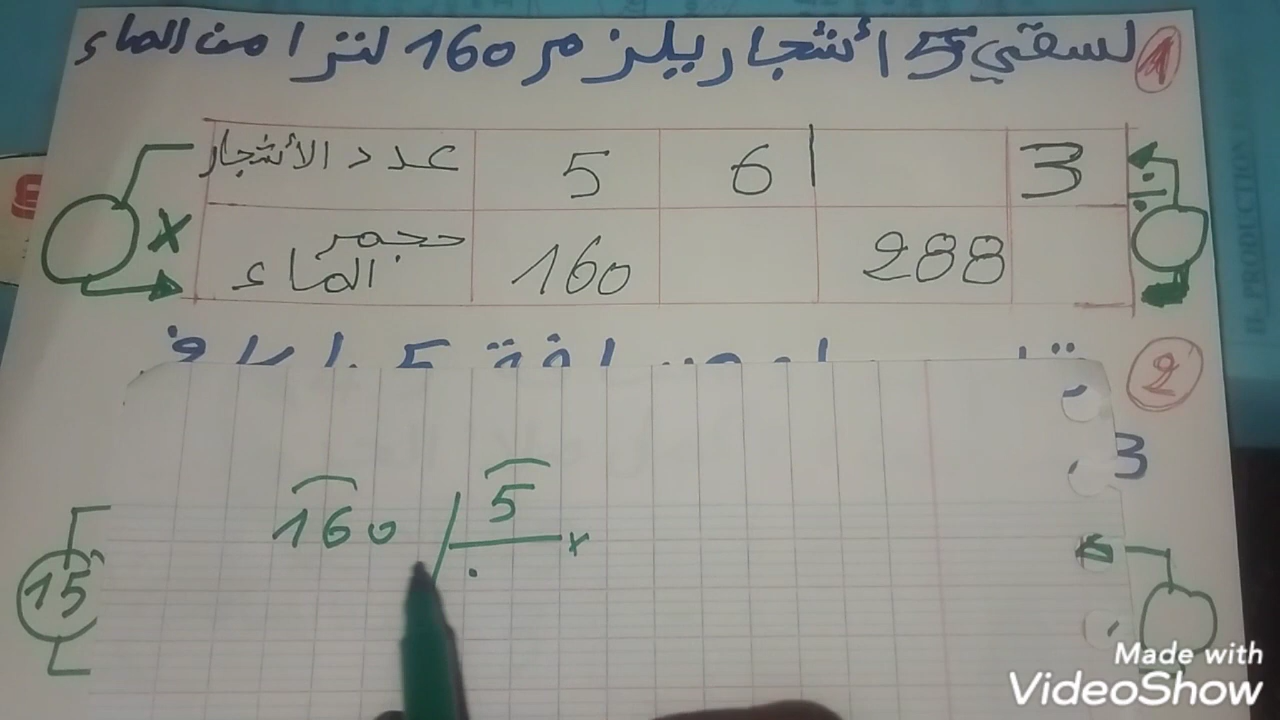 1 لسقي 5 أشجار يلزم 160 لترا من الماء
عدد الأشجار 5 6 3
حجم الماء 160 288
x
2
3
160 5
x
15
Made with
VideoShow